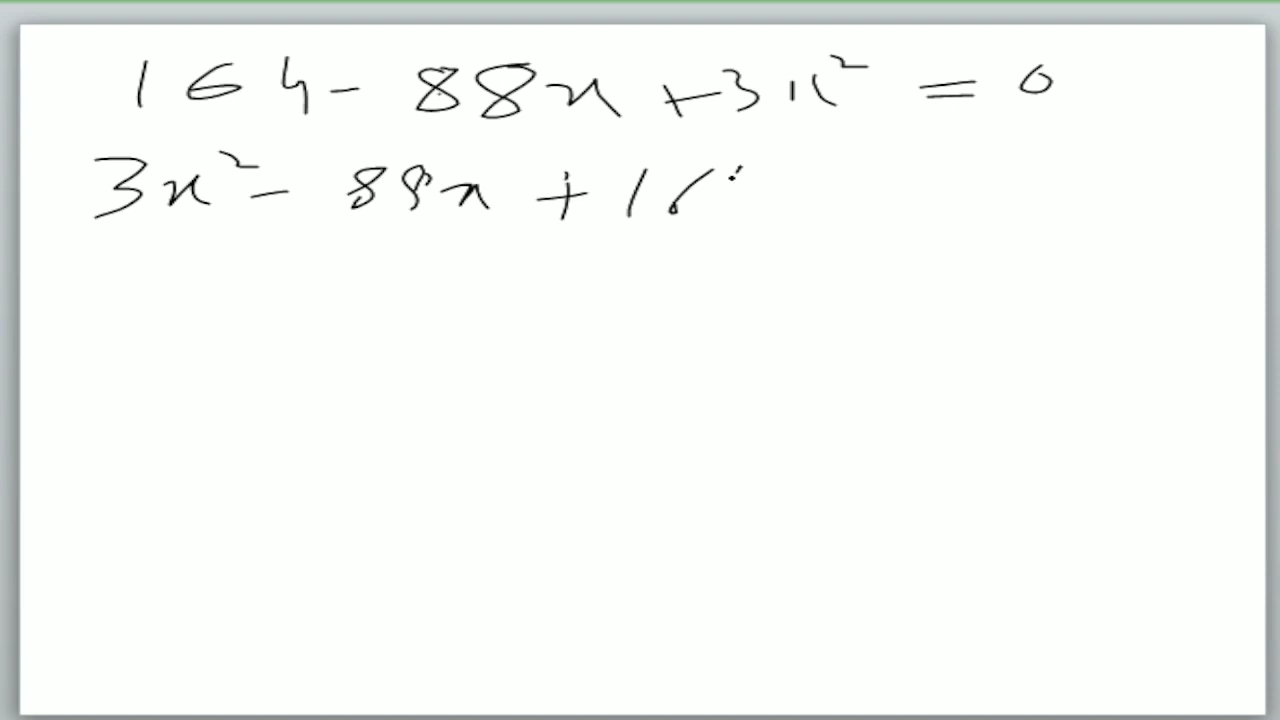 164 - 88x + 3x² = 0
3x² - 88x + 16